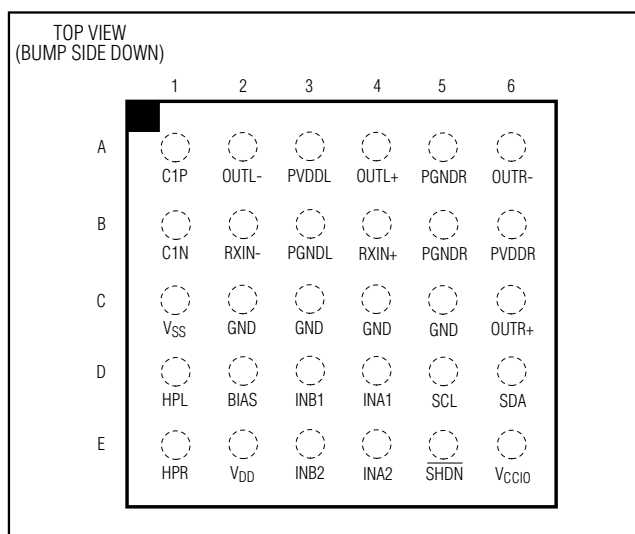 TOP VIEW
(BUMP SIDE DOWN)
1 2 3 4 5 6
A
C1P OUTL- PVDDL OUTL+ PGNDR OUTR-
B
C1N RXIN- PGNDL RXIN+ PGNDR PVDDR
C
VSS GND GND GND GND OUTR+
D
HPL BIAS INB1 INA1 SCL SDA
E
HPR VDD INB2 INA2 SHDN VCCIO